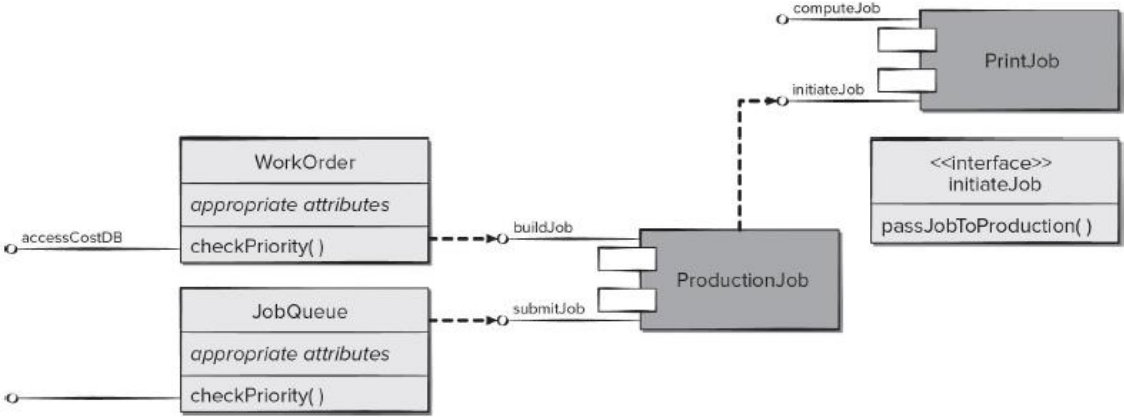 computeJob
PrintJob
initiateJob
WorkOrder
<<interface>>
initiateJob
appropriate attributes
passJobToProduction( )
accessCostDB
checkPriority( )
buildJob
ProductionJob
JobQueue
submitJob
appropriate attributes
checkPriority( )